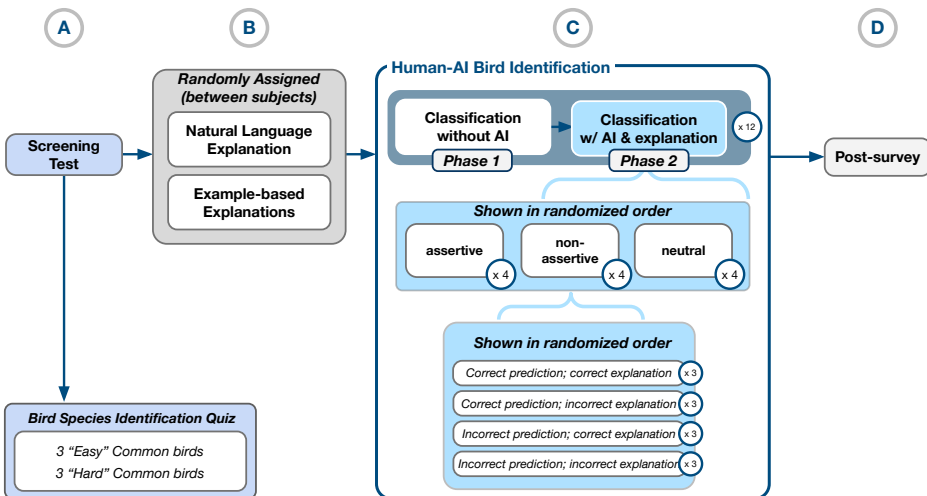 A
B
C
D
Screening
Test
Randomly Assigned
(between subjects)
Natural Language
Explanation
Example-based
Explanations
Human-AI Bird Identification
Classification
without AI
Phase 1
Classification
w/ AI & explanation
Phase 2
x 12
Shown in randomized order
assertive
x 4
non-
assertive
x 4
neutral
x 4
Shown in randomized order
Correct prediction; correct explanation
x 3
Correct prediction; incorrect explanation
x 3
Incorrect prediction; correct explanation
x 3
Incorrect prediction; incorrect explanation
x 3
Post-survey
Bird Species Identification Quiz
3 “Easy” Common birds
3 “Hard” Common birds